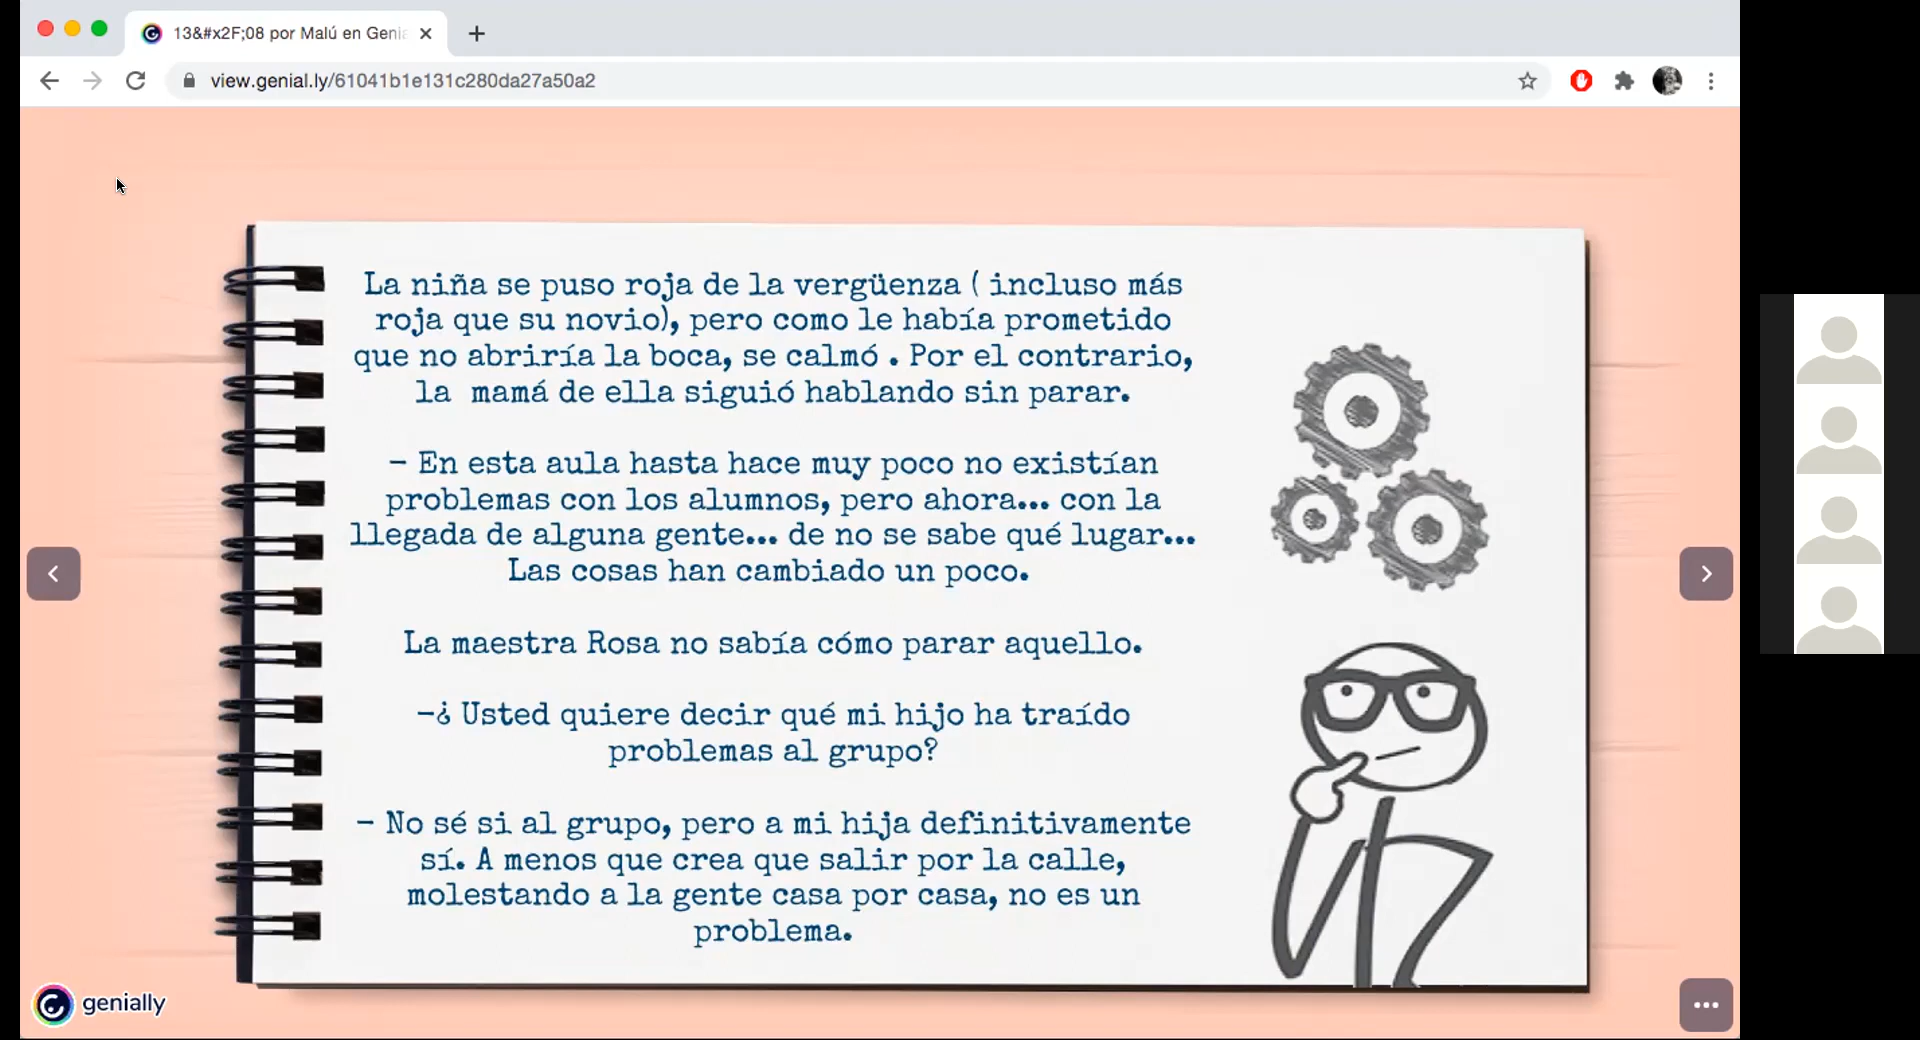 13&#x2F;08 por Malú en Genia
view.genial.ly/61041b1e131c280da27a50a2
La niña se puso roja de la vergüenza ( incluso más
roja que su novio), pero como le había prometido
que no abriría la boca, se calmó . Por el contrario,
la mamá de ella siguió hablando sin parar.
- En esta aula hasta hace muy poco no existían
problemas con los alumnos, pero ahora... con la
llegada de alguna gente... de no se sabe qué lugar...
Las cosas han cambiado un poco.
La maestra Rosa no sabía cómo parar aquello.
-¿ Usted quiere decir qué mi hijo ha traído
problemas al grupo?
- No sé si al grupo, pero a mi hija definitivamente
sí. A menos que crea que salir por la calle,
molestando a la gente casa por casa, no es un
problema.
genially